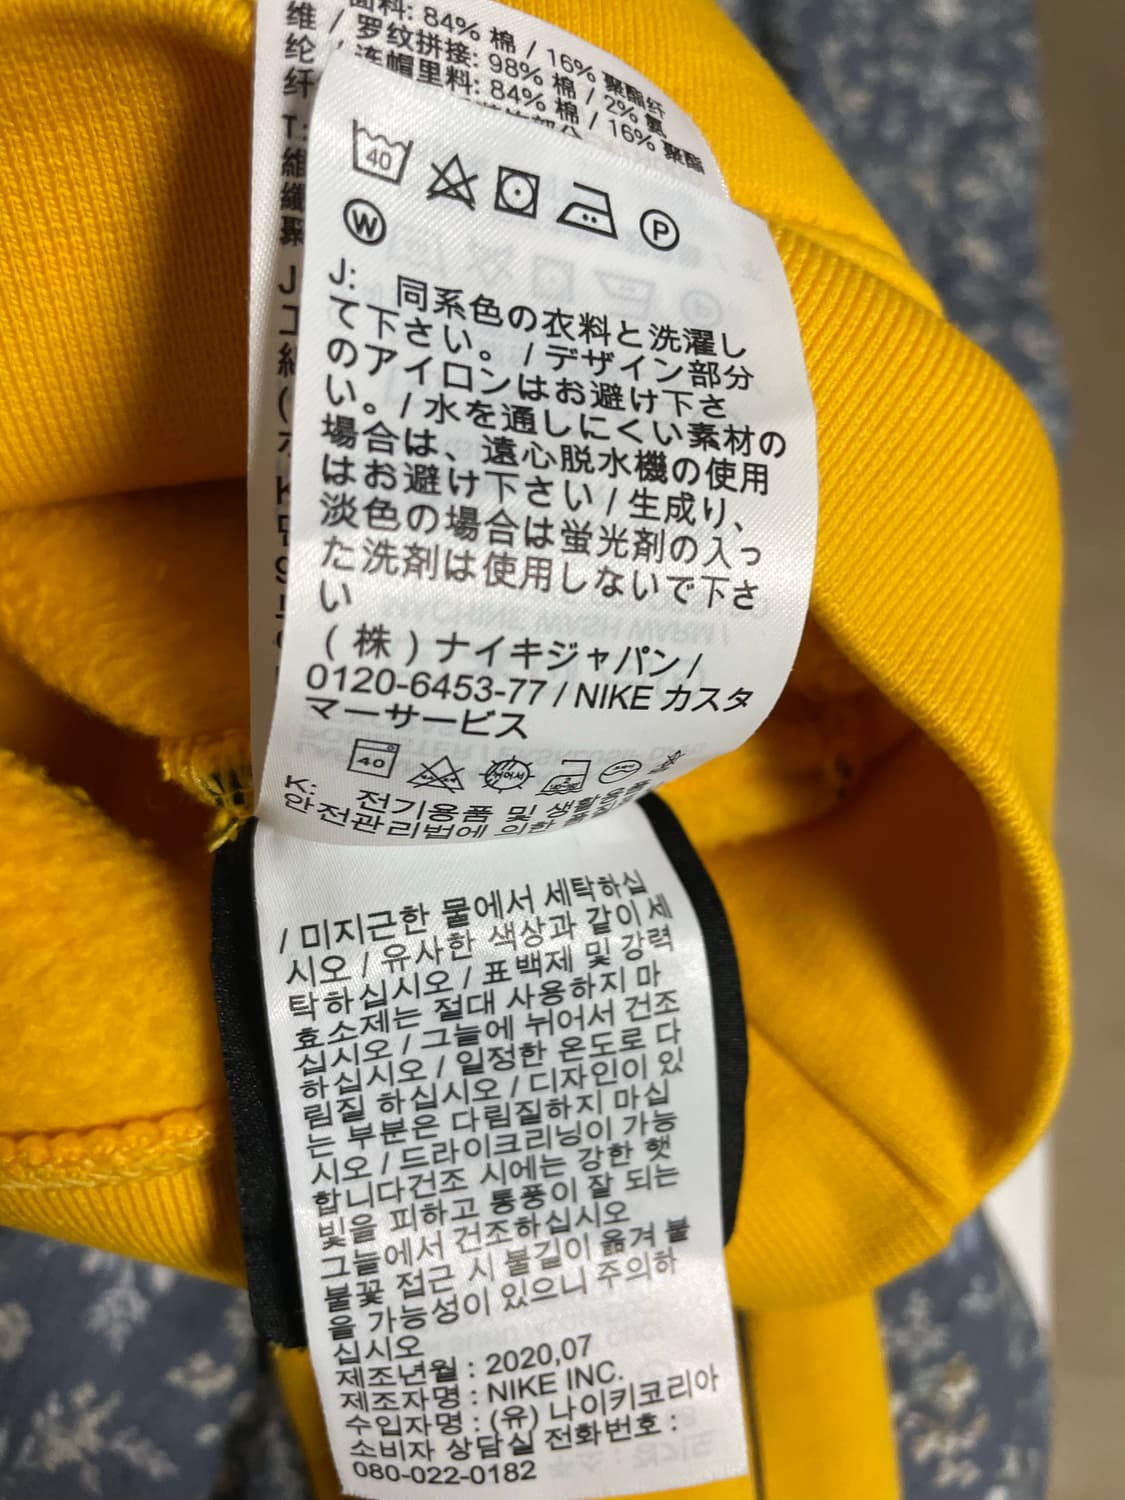 面料: 84% 棉 / 16% 聚酯纤
维 / 罗纹拼接: 98% 棉 / 2% 氨
纶 / 连帽里料: 84% 棉 / 16% 聚酯
纤
T:
維
纖
聚
J
40
P
W
J: 同系色の衣料と洗濯し
て下さい。 / デザイン部分
のアイロンはお避け下さ
い。/ 水を通しにくい素材の
場合は、遠心脱水機の使用
はお避け下さい / 生成り、
淡色の場合は蛍光剤の入っ
た洗剤は使用しないで下さ
い
(株) ナイキジャパン /
0120-6453-77 / NIKE カスタ
マーサービス
40
K: 전기용품 및 생활용품
안전관리법에 의한 품질
/ 미지근한 물에서 세탁하십
시오 / 유사한 색상과 같이 세
탁하십시오 / 표백제 및 강력
효소제는 절대 사용하지 마
십시오 / 그늘에 뉘어서 건조
하십시오 / 일정한 온도로 다
림질 하십시오 / 디자인이 있
는 부분은 다림질하지 마십
시오 / 드라이크리닝이 가능
합니다건조 시에는 강한 햇
빛을 피하고 통풍이 잘 되는
그늘에서 건조하십시오
불꽃 접근 시 불길이 옮겨 붙
을 가능성이 있으니 주의하
십시오
제조년월 : 2020,07
제조자명 : NIKE INC.
수입자명 : (유) 나이키코리아
소비자 상담실 전화번호 :
080-022-0182